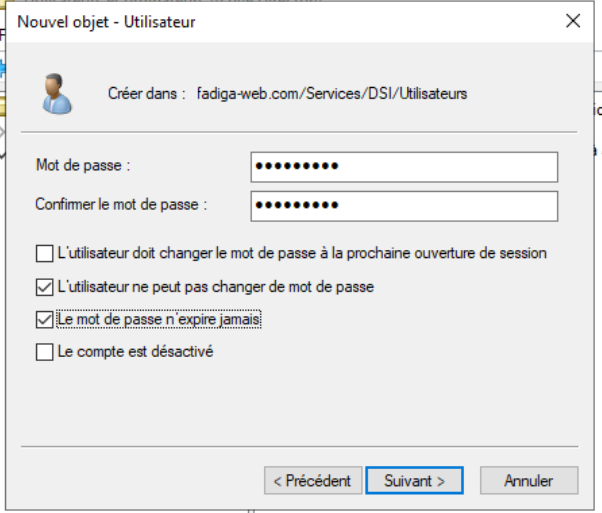 Nouvel objet - Utilisateur
Créer dans : fadiga-web.com/Services/DSI/Utilisateurs
Mot de passe :
Confirmer le mot de passe :
L'utilisateur doit changer le mot de passe à la prochaine ouverture de session
L'utilisateur ne peut pas changer de mot de passe
Le mot de passe n'expire jamais
Le compte est désactivé
< Précédent
Suivant >
Annuler